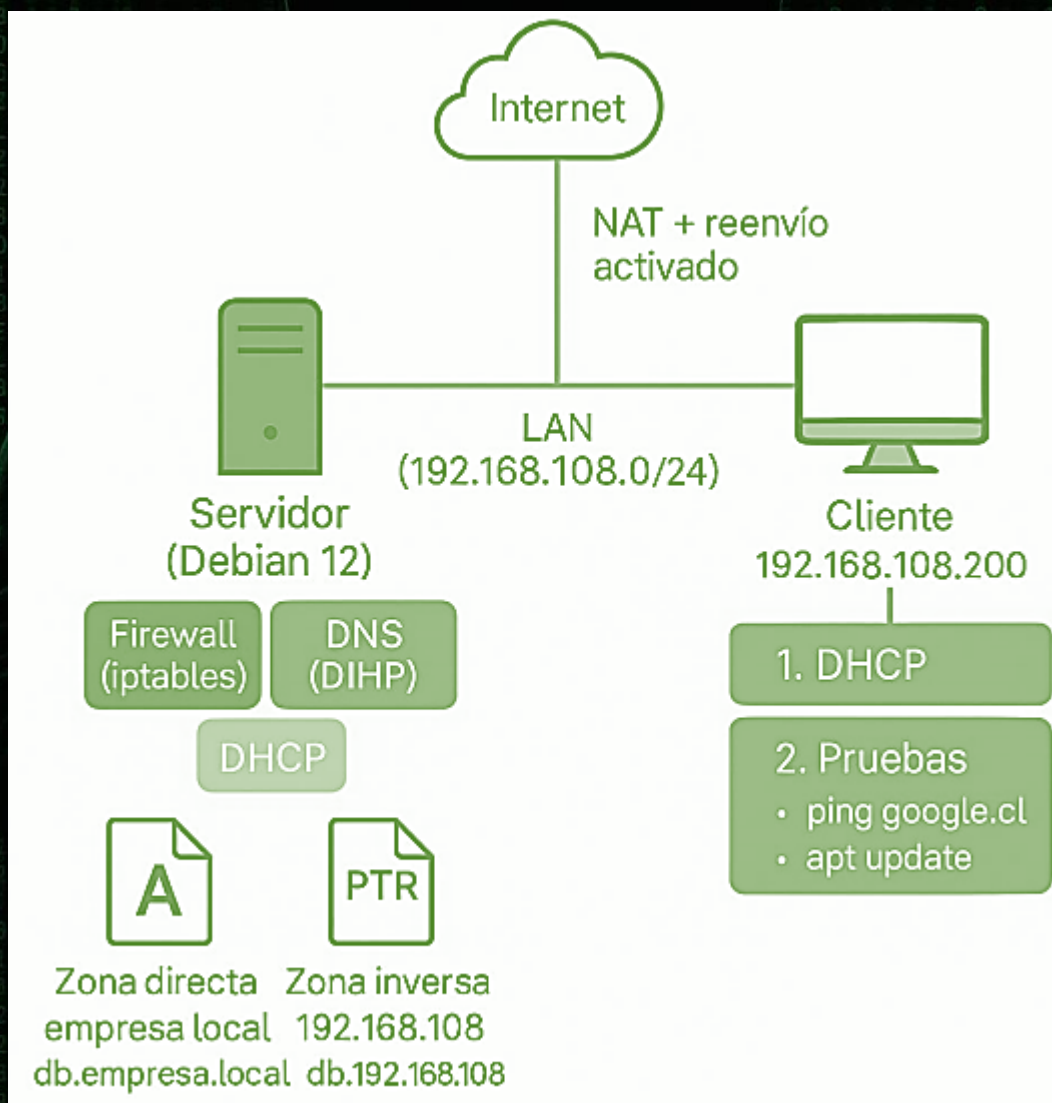 Internet
NAT + reenvío
activado
LAN
(192.168.108.0/24)
Servidor
(Debian 12)
Cliente
192.168.108.200
Firewall
(iptables)
DNS
(DIHP)
DHCP
1. DHCP
2. Pruebas
• ping google.cl
• apt update
A
PTR
Zona directa
empresa local
db.empresa.local
Zona inversa
192.168.108
db.192.168.108